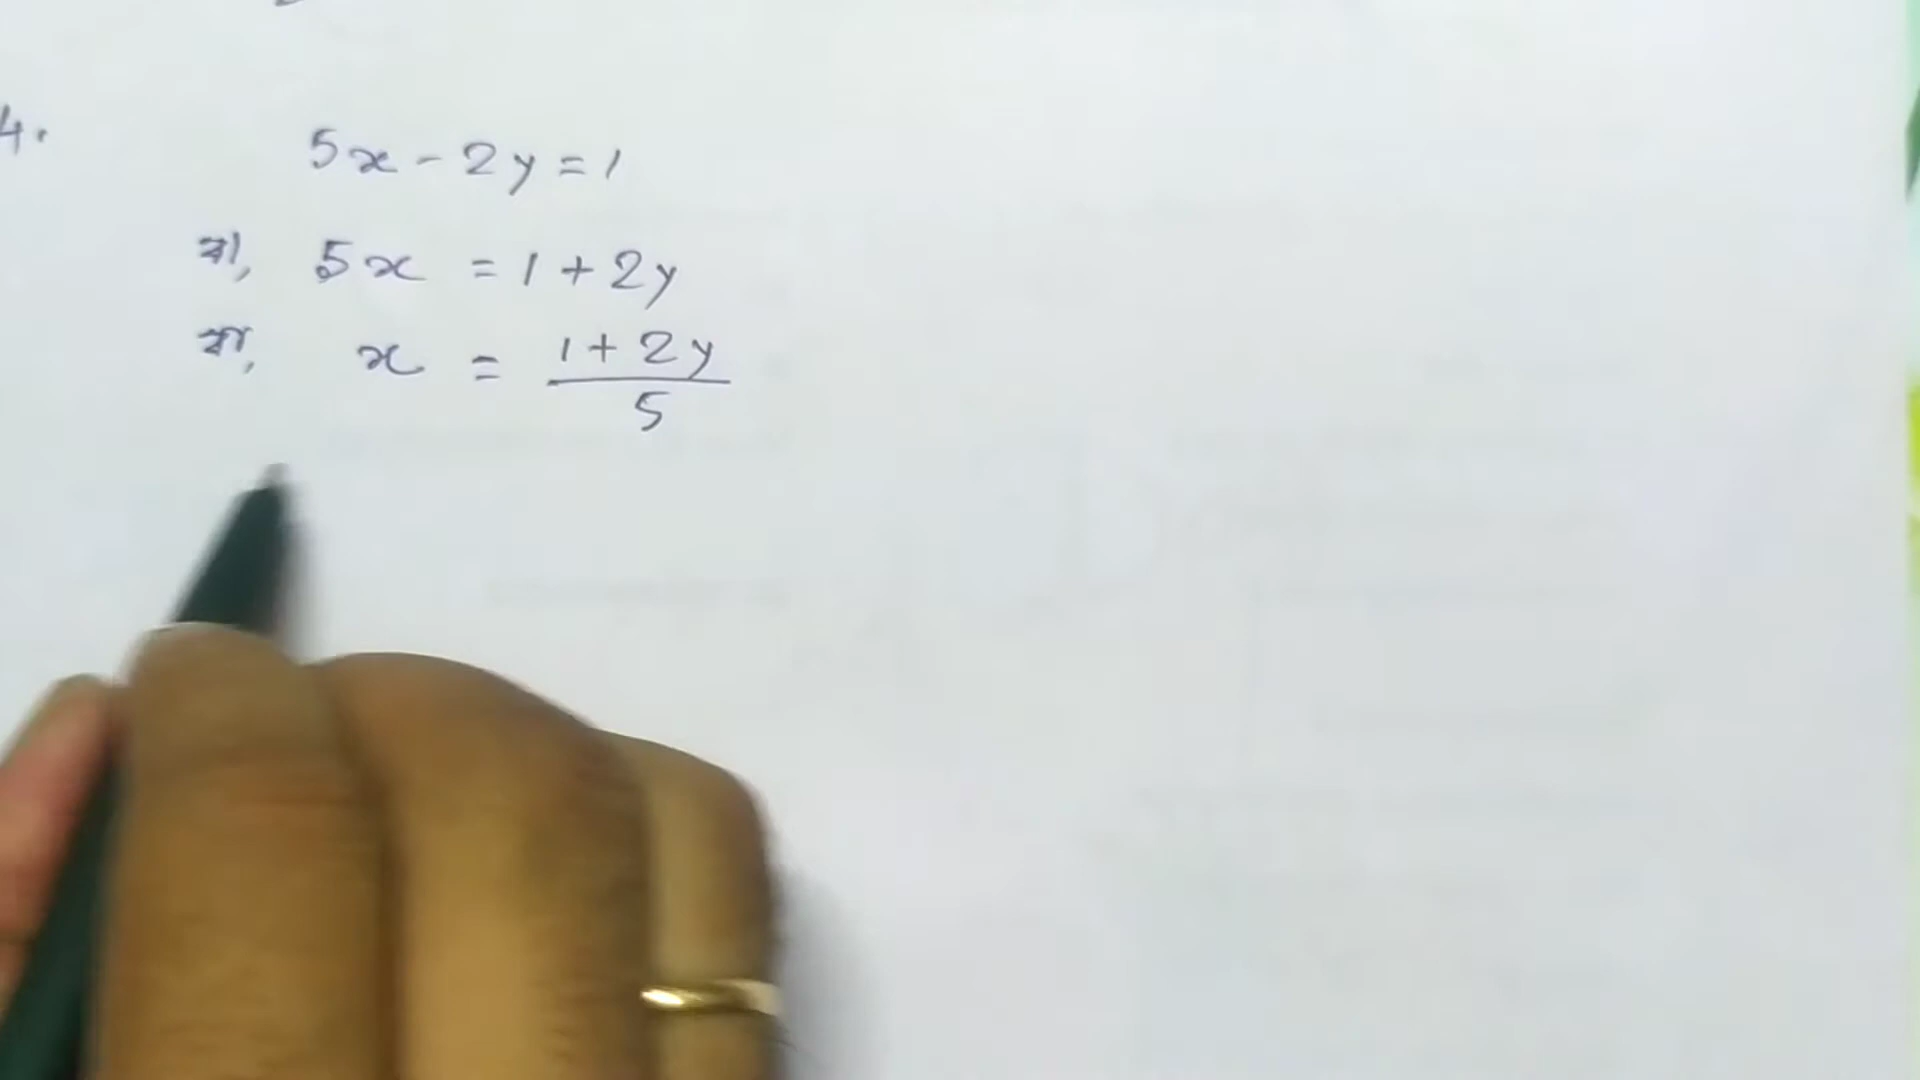 4. 5x - 2y = 1
বা, 5x = 1 + 2y
বা, x = (1 + 2y)/5